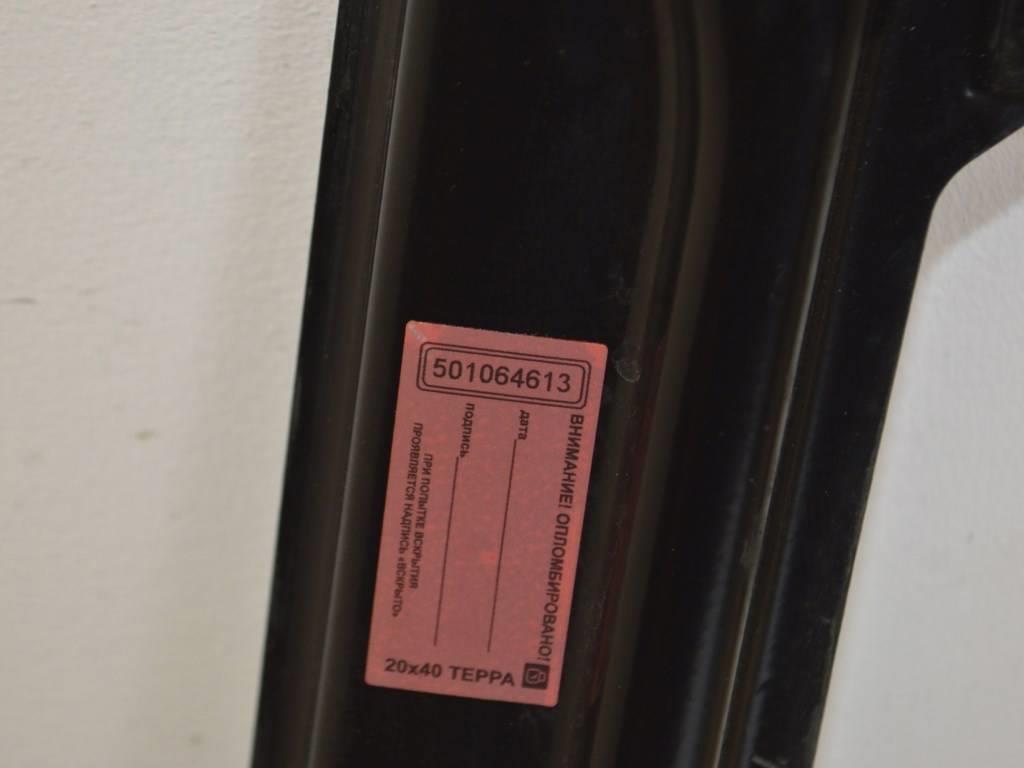 501064613
ВНИМАНИЕ! ОПЛОМБИРОВАНО!
дата
подпись
ПРИ ПОПЫТКЕ ВСКРЫТИЯ
ПРОЯВЛЯЕТСЯ НАДПИСЬ «ВСКРЫТО»
20x40 ТЕРРА